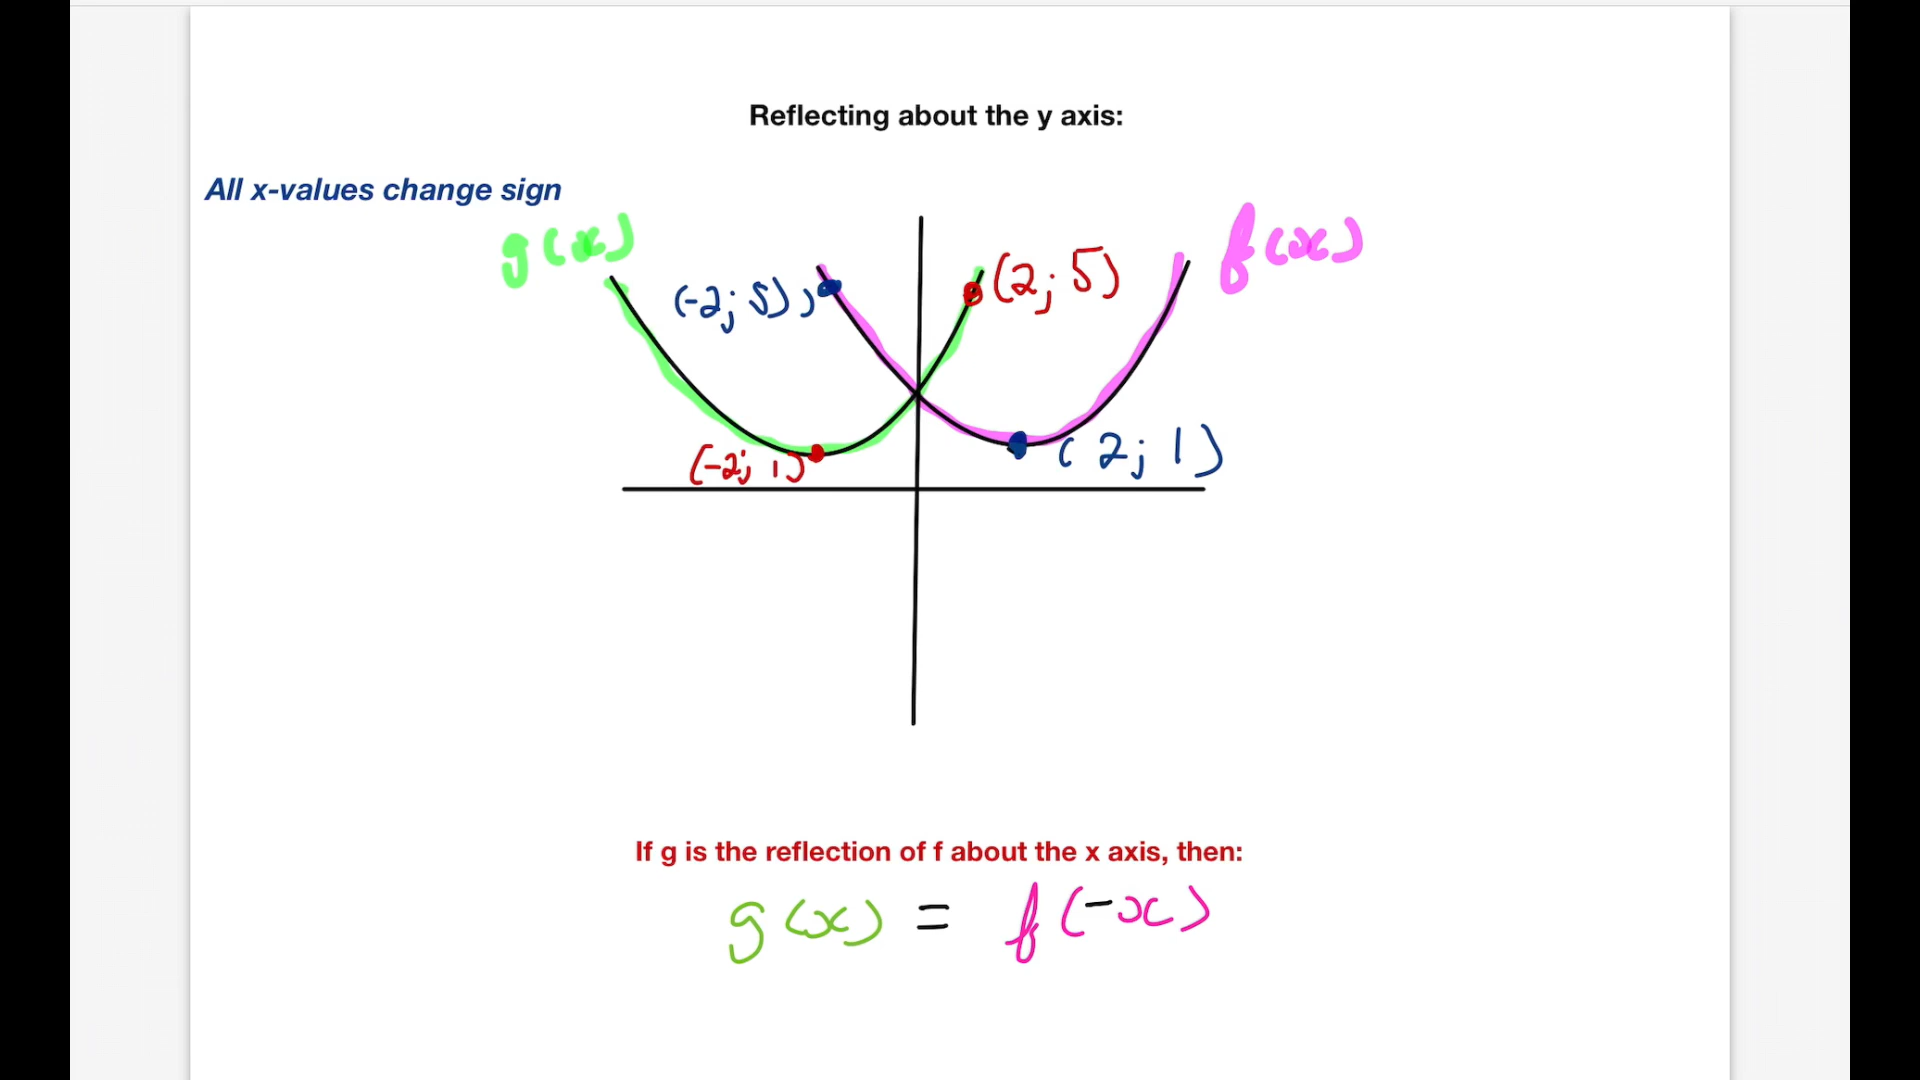 Reflecting about the y axis:
All x-values change sign
g(x)
f(x)
(-2; 5)
(2; 5)
(-2; 1)
(2; 1)
If g is the reflection of f about the x axis, then:
g(x) = f(-x)